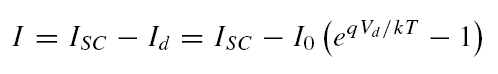 I = I_{SC} − I_d = I_{SC} − I_0 (e^{qV_d/kT} − 1)